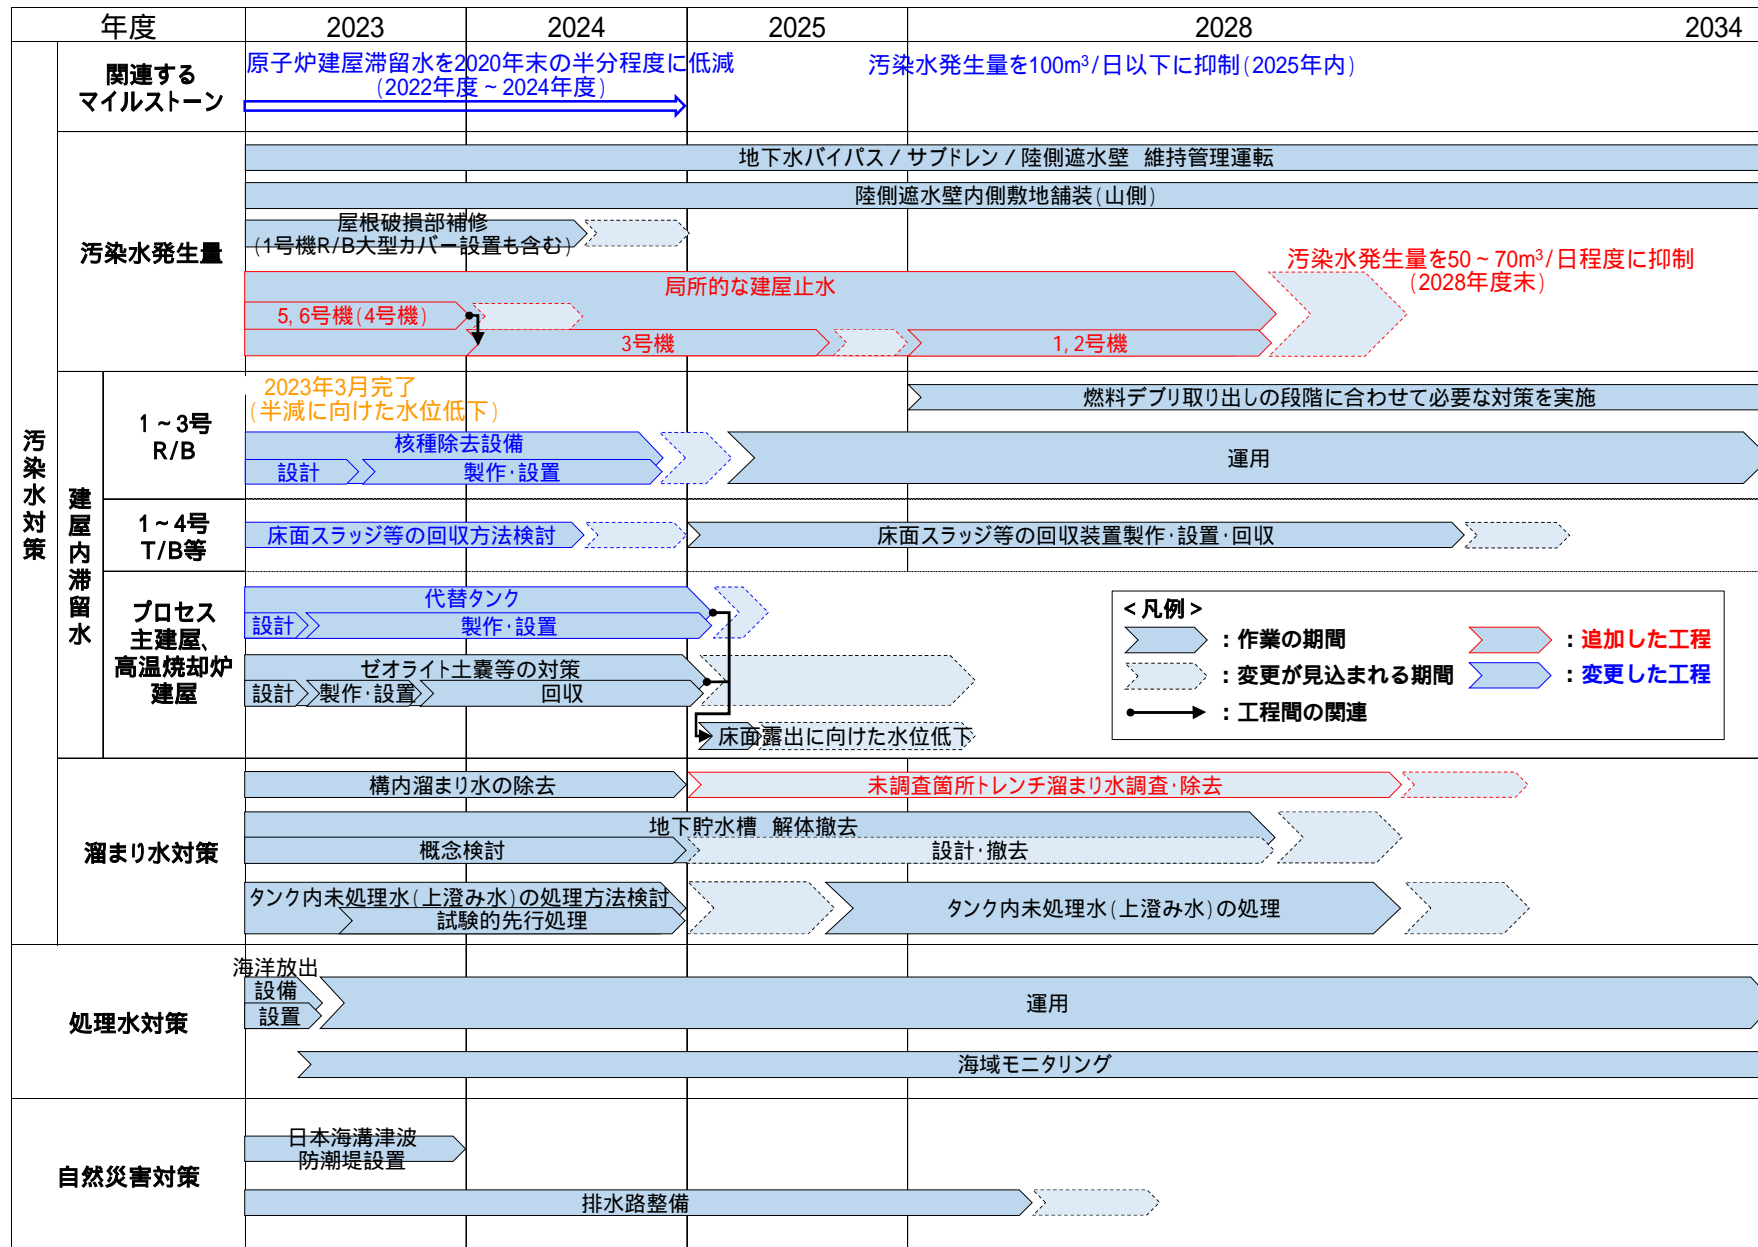 年度
2023
2024
2025
2028
2034
関連する
マイルストーン
原子炉建屋滞留水を2020年末の半分程度に低減
(2022年度~2024年度)
汚染水発生量を100m³/日以下に抑制(2025年内)
汚染水対策
汚染水発生量
地下水バイパス / サブドレン / 陸側遮水壁 維持管理運転
陸側遮水壁内側敷地舗装(山側)
屋根破損部補修
(1号機R/B大型カバー設置も含む)
局所的な建屋止水
汚染水発生量を50~70m³/日程度に抑制
(2028年度末)
5, 6号機(4号機)
3号機
1, 2号機
建屋内滞留水
1~3号
R/B
2023年3月完了
(半減に向けた水位低下)
燃料デブリ取り出しの段階に合わせて必要な対策を実施
核種除去設備
設計
製作・設置
運用
1~4号
T/B等
床面スラッジ等の回収方法検討
床面スラッジ等の回収装置製作・設置・回収
プロセス
主建屋、
高温焼却炉
建屋
代替タンク
設計
製作・設置
ゼオライト土嚢等の対策
設計
製作・設置
回収
床面露出に向けた水位低下
<凡例>
:作業の期間
:追加した工程
:変更が見込まれる期間
:変更した工程
:工程間の関連
溜まり水対策
構内溜まり水の除去
未調査箇所トレンチ溜まり水調査・除去
地下貯水槽 解体撤去
概念検討
設計・撤去
タンク内未処理水(上澄み水)の処理方法検討
試験的先行処理
タンク内未処理水(上澄み水)の処理
処理水対策
海洋放出
設備
設置
運用
海域モニタリング
自然災害対策
日本海溝津波
防潮堤設置
排水路整備